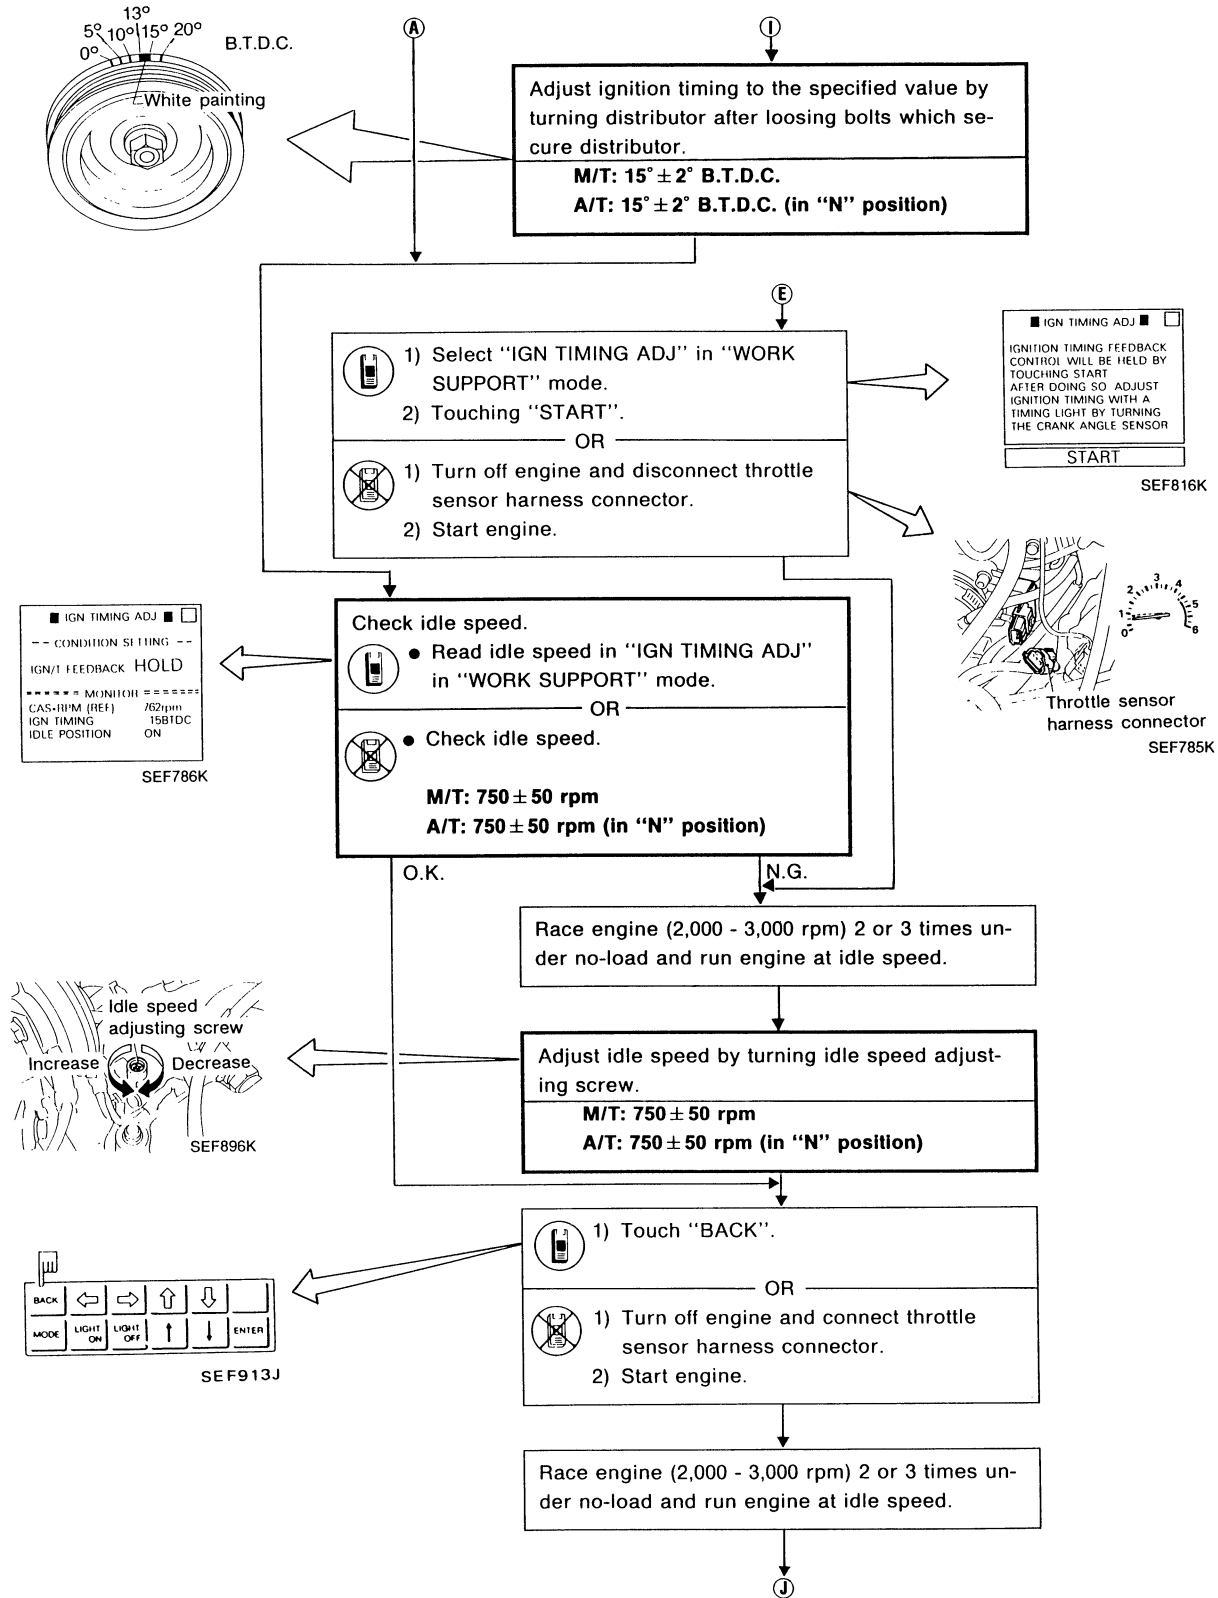 13°
5° 10° 15° 20°
0°
B.T.D.C.
White painting
A
I
Adjust ignition timing to the specified value by
turning distributor after loosing bolts which se-
cure distributor.
M/T: 15° ± 2° B.T.D.C.
A/T: 15° ± 2° B.T.D.C. (in “N” position)
E
1) Select “IGN TIMING ADJ” in “WORK
SUPPORT” mode.
2) Touching “START”.
OR
1) Turn off engine and disconnect throttle
sensor harness connector.
2) Start engine.
■ IGN TIMING ADJ ■
IGNITION TIMING FEEDBACK
CONTROL WILL BE HELD BY
TOUCHING START
AFTER DOING SO ADJUST
IGNITION TIMING WITH A
TIMING LIGHT BY TURNING
THE CRANK ANGLE SENSOR
START
SEF816K
0 1 2 3 4 5 6
Throttle sensor
harness connector
SEF785K
■ IGN TIMING ADJ ■
-- CONDITION SETTING --
IGN/T FEEDBACK HOLD
====== MONITOR =======
CAS•RPM (REF) 762rpm
IGN TIMING 15BTDC
IDLE POSITION ON
SEF786K
Check idle speed.
● Read idle speed in “IGN TIMING ADJ”
in “WORK SUPPORT” mode.
OR
● Check idle speed.
M/T: 750 ± 50 rpm
A/T: 750 ± 50 rpm (in “N” position)
O.K.
N.G.
Race engine (2,000 - 3,000 rpm) 2 or 3 times un-
der no-load and run engine at idle speed.
Idle speed
adjusting screw
Increase
Decrease
SEF896K
Adjust idle speed by turning idle speed adjust-
ing screw.
M/T: 750 ± 50 rpm
A/T: 750 ± 50 rpm (in “N” position)
1) Touch “BACK”.
OR
1) Turn off engine and connect throttle
sensor harness connector.
2) Start engine.
BACK
MODE LIGHT ON LIGHT OFF ENTER
SEF913J
Race engine (2,000 - 3,000 rpm) 2 or 3 times un-
der no-load and run engine at idle speed.
J